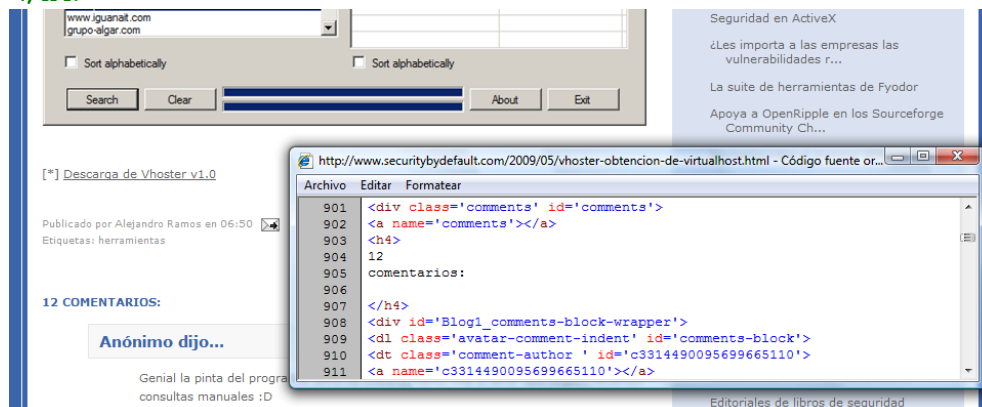 www.iguanait.com
grupo-algar.com
Sort alphabetically
Sort alphabetically
Search
Clear
About
Exit
[*] Descarga de Vhoster v1.0
Publicado por Alejandro Ramos en 06:50
Etiquetas: herramientas
12 COMENTARIOS:
Anónimo dijo...
Genial la pinta del progra
consultas manuales :D
Seguridad en ActiveX
¿Les importa a las empresas las
vulnerabilidades r...
La suite de herramientas de Fyodor
Apoya a OpenRipple en los Sourceforge
Community Ch...
http://www.securitybydefault.com/2009/05/vhoster-obtencion-de-virtualhost.html - Código fuente or...
Archivo Editar Formatear
901 <div class='comments' id='comments'>
902 <a name='comments'></a>
903 <h4>
904 12
905 comentarios:
906
907 </h4>
908 <div id='Blog1_comments-block-wrapper'>
909 <dl class='avatar-comment-indent' id='comments-block'>
910 <dt class='comment-author ' id='c3314490095699665110'>
911 <a name='c3314490095699665110'></a>
Editoriales de libros de seguridad